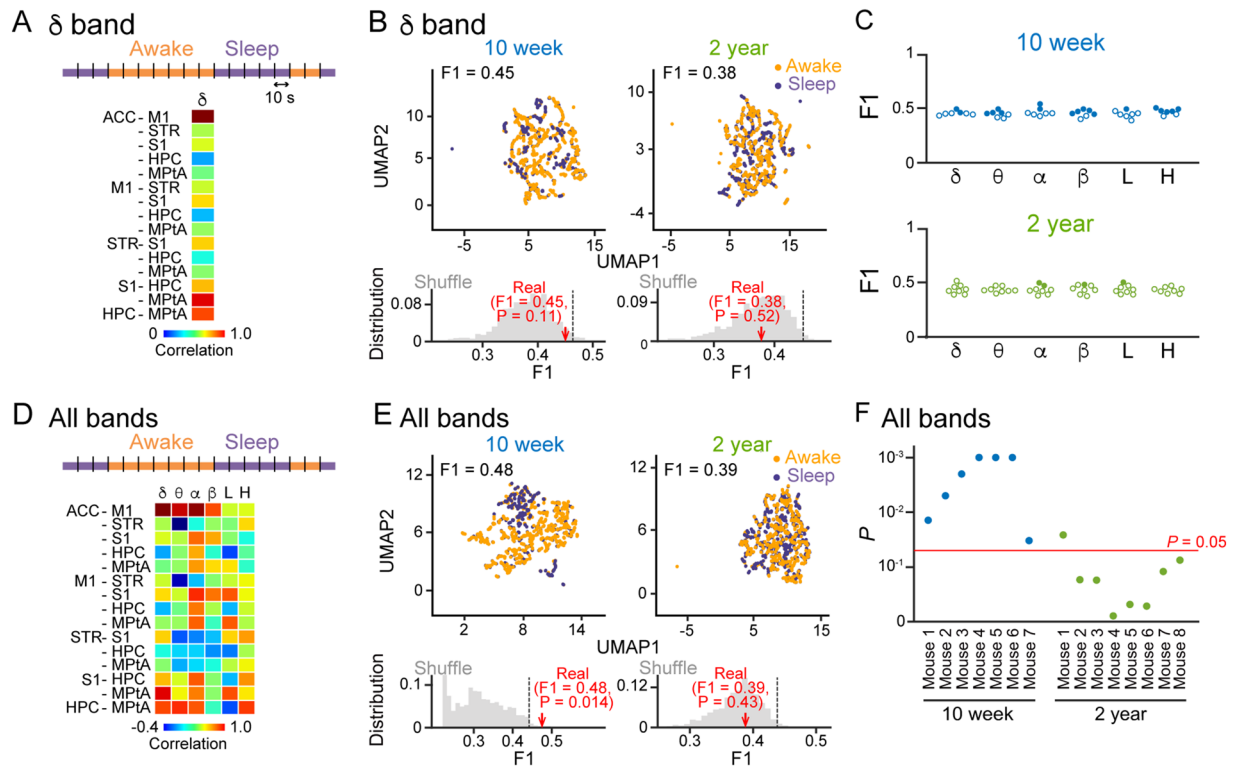 A δ band
Awake Sleep
10 s
δ
ACC - M1
- STR
- S1
- HPC
- MPtA
M1 - STR
- S1
- HPC
- MPtA
STR - S1
- HPC
- MPtA
S1 - HPC
- MPtA
HPC - MPtA
0 1.0
Correlation
B δ band
10 week
F1 = 0.45
UMAP2
10
5
0
-5 5 15
2 year
F1 = 0.38
Awake
Sleep
10
3
-4
-5 5 15
UMAP1
Distribution
Shuffle
Real
(F1 = 0.45,
P = 0.11)
0.08
0
0.3 0.4 0.5
F1
Shuffle
Real
(F1 = 0.38,
P = 0.52)
0.09
0
0.3 0.4
F1
C
10 week
F1
1
0.5
0
δ θ α β L H
2 year
F1
1
0.5
0
δ θ α β L H
D All bands
Awake Sleep
δ θ α β L H
ACC - M1
- STR
- S1
- HPC
- MPtA
M1 - STR
- S1
- HPC
- MPtA
STR - S1
- HPC
- MPtA
S1 - HPC
- MPtA
HPC - MPtA
-0.4 1.0
Correlation
E All bands
10 week
F1 = 0.48
UMAP2
12
6
0
2 8 14
2 year
F1 = 0.39
Awake
Sleep
12
6
0
-5 5 15
UMAP1
Distribution
Shuffle
Real
(F1 = 0.48,
P = 0.014)
0.1
0
0.3 0.4 0.5
F1
Shuffle
Real
(F1 = 0.39,
P = 0.43)
0.12
0
0.3 0.4 0.5
F1
F All bands
P
10-3
10-2
10-1
0
P = 0.05
Mouse 1
Mouse 2
Mouse 3
Mouse 4
Mouse 5
Mouse 6
Mouse 7
Mouse 1
Mouse 2
Mouse 3
Mouse 4
Mouse 5
Mouse 6
Mouse 7
Mouse 8
10 week 2 year